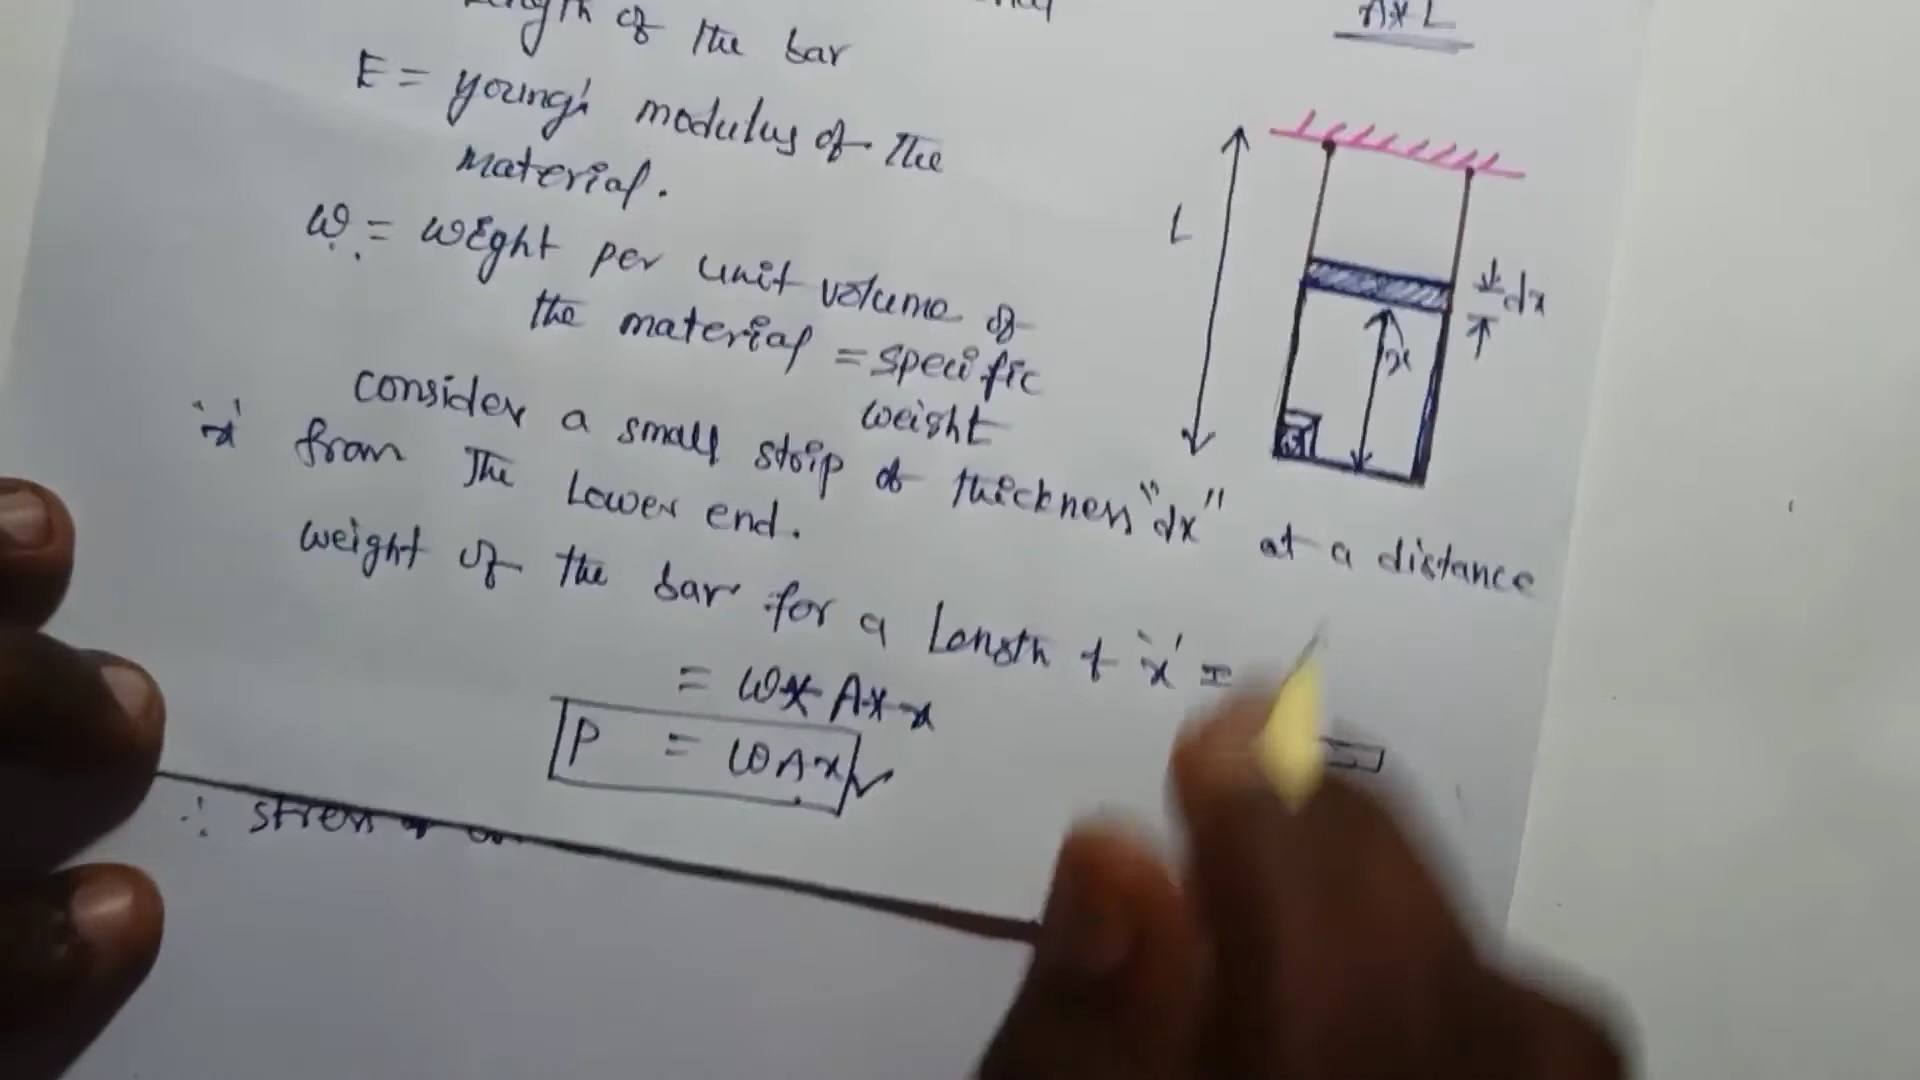 A*L
Length of the bar
E = young's modulus of the
material.
L
w = weight per unit volume of
the material = specific
weight
dx
x
consider a small strip of thickness "dx" at a distance
'x' from the Lower end.
weight of the bar for a Length of 'x' =
= w*A*x
P = wAx
∴ stress